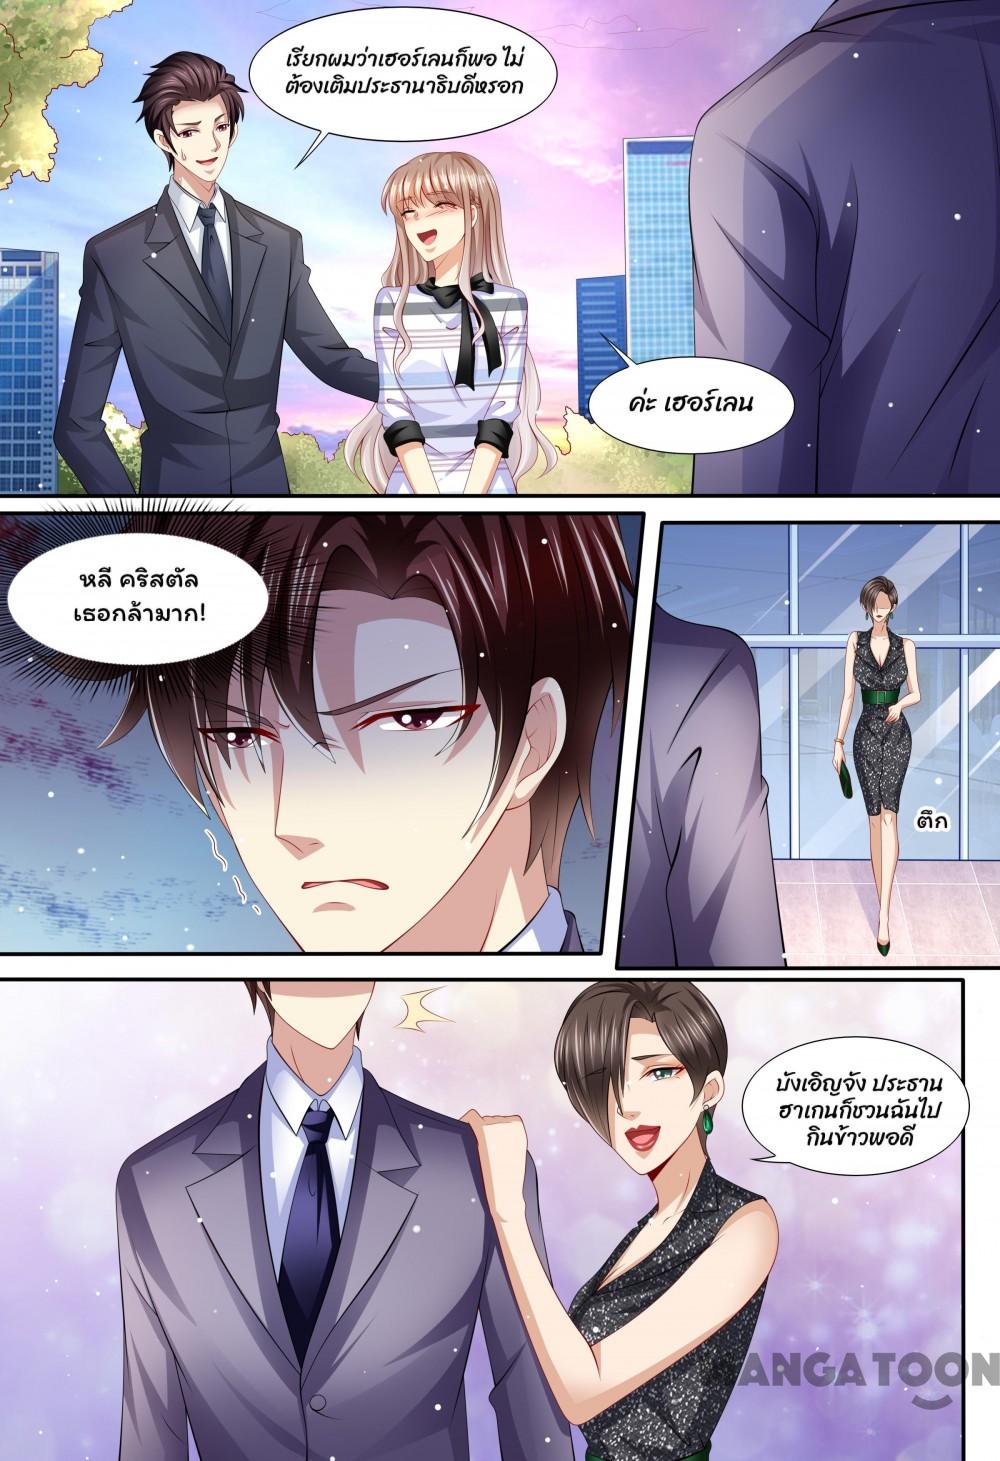 เรียกผมว่าเฮอร์เลนก็พอ ไม่
ต้องเติมประธานาธิบดีหรอก
ค่ะ เฮอร์เลน
หลี คริสตัล
เธอกล้ามาก!
ตึก
บังเอิญจัง ประธาน
ฮาเกนก็ชวนฉันไป
กินข้าวพอดี
MANGATOON